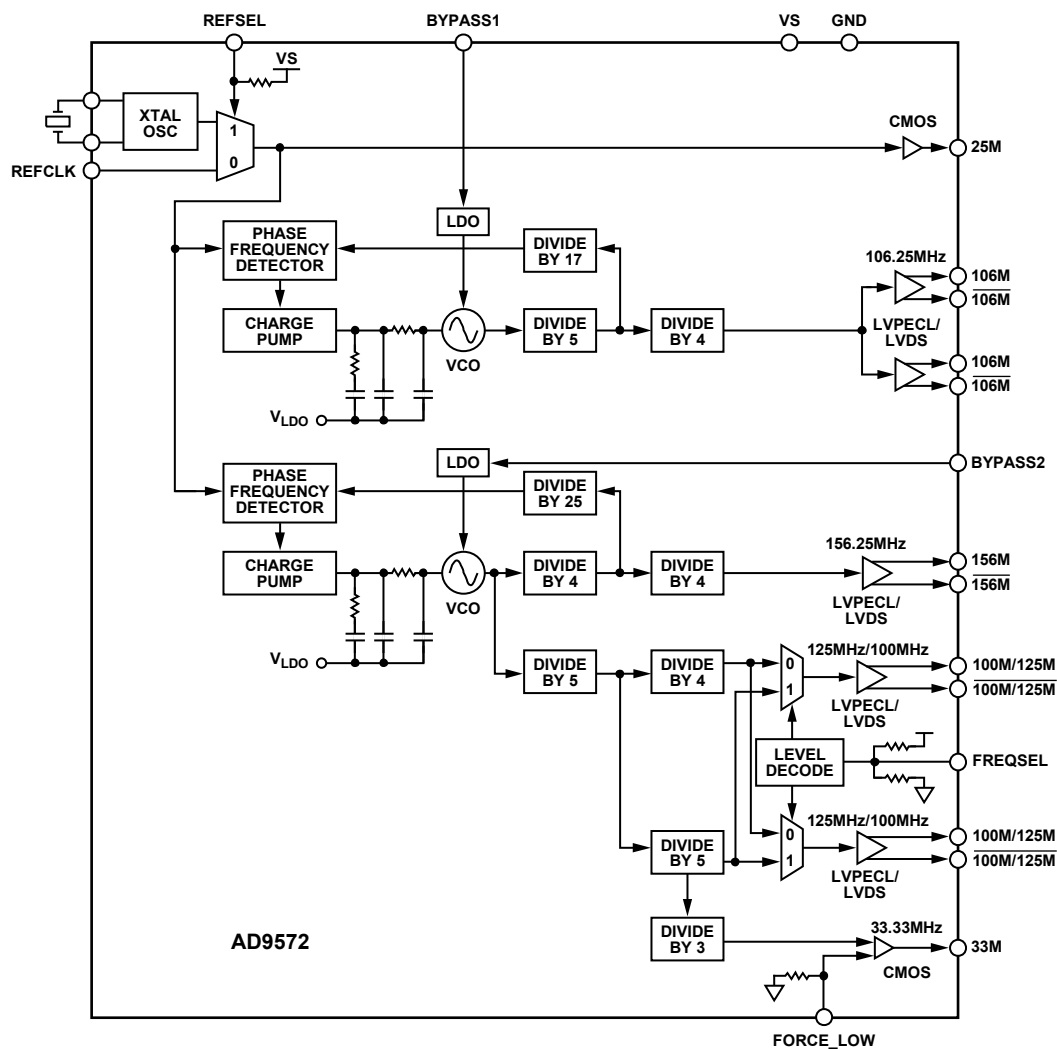 REFSEL
BYPASS1
VS
GND
VS
XTAL
OSC
1
0
REFCLK
CMOS
25M
LDO
PHASE
FREQUENCY
DETECTOR
DIVIDE
BY 17
106.25MHz
106M
106M
CHARGE
PUMP
VCO
DIVIDE
BY 5
DIVIDE
BY 4
LVPECL/
LVDS
106M
106M
VLDO
LDO
BYPASS2
PHASE
FREQUENCY
DETECTOR
DIVIDE
BY 25
CHARGE
PUMP
VCO
DIVIDE
BY 4
DIVIDE
BY 4
156.25MHz
156M
156M
LVPECL/
LVDS
VLDO
DIVIDE
BY 5
DIVIDE
BY 4
0
1
125MHz/100MHz
100M/125M
100M/125M
LVPECL/
LVDS
LEVEL
DECODE
FREQSEL
DIVIDE
BY 5
0
1
125MHz/100MHz
100M/125M
100M/125M
LVPECL/
LVDS
AD9572
DIVIDE
BY 3
33.33MHz
33M
CMOS
FORCE_LOW